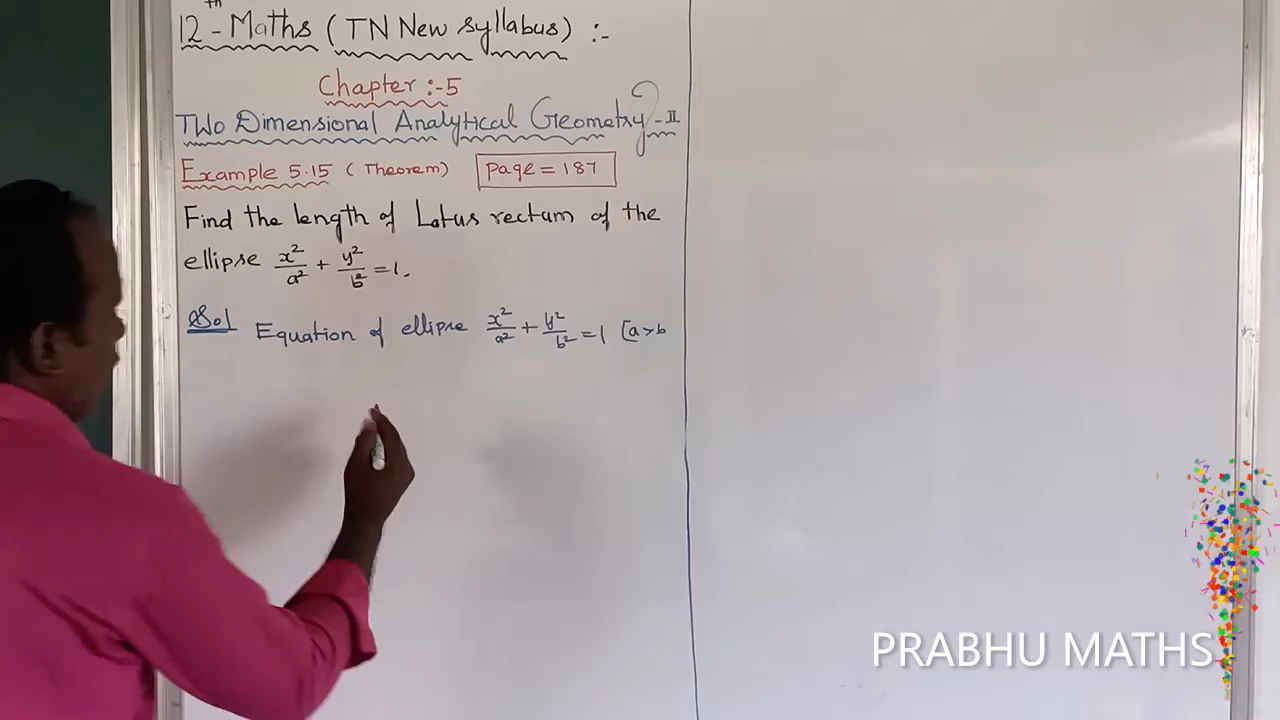 12th - Maths ( TN New Syllabus ) :-
Chapter :- 5
Two Dimensional Analytical Geometry - II
Example 5.15 ( Theorem ) Page = 187
Find the length of Latus rectum of the
ellipse x²/a² + y²/b² = 1.
Sol Equation of ellipse x²/a² + y²/b² = 1 [a>b
PRABHU MATHS